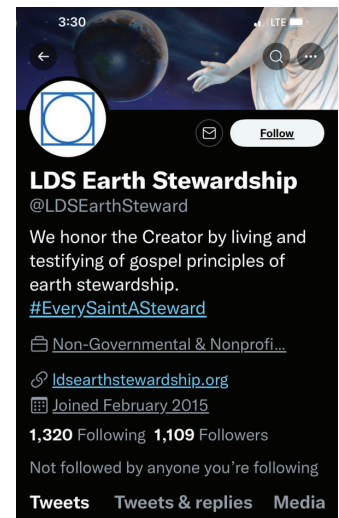 3:30 LTE
Follow
LDS Earth Stewardship
@LDSEarthSteward
We honor the Creator by living and
testifying of gospel principles of
earth stewardship.
#EverySaintASteward
Non-Governmental & Nonprofi...
ldsearthstewardship.org
Joined February 2015
1,320 Following 1,109 Followers
Not followed by anyone you're following
Tweets Tweets & replies Media